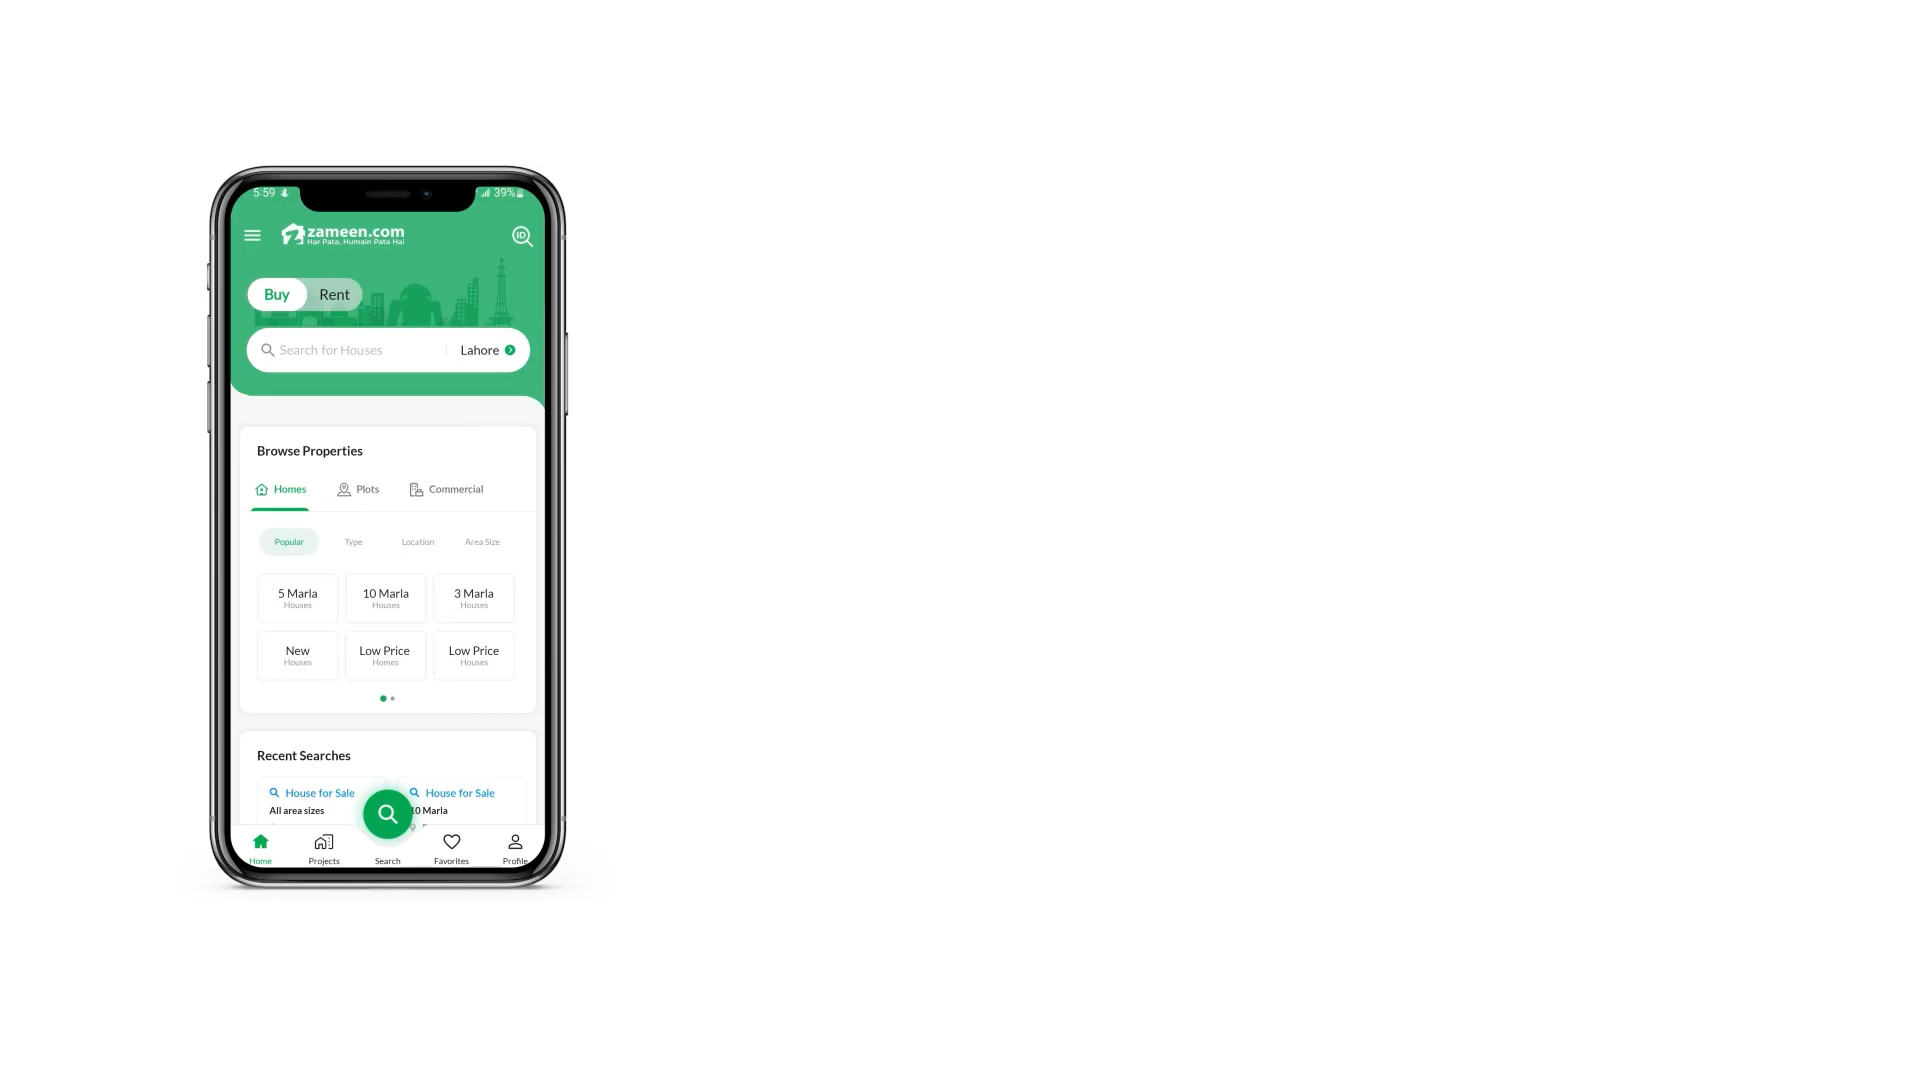 5:59
39%
zameen.com
Har Pata, Humain Pata Hai
ID
Buy Rent
Search for Houses Lahore
Browse Properties
Homes Plots Commercial
Popular Type Location Area Size
5 Marla 10 Marla 3 Marla
Houses Houses Houses
New Low Price Low Price
Houses Homes Houses
Recent Searches
House for Sale House for Sale
All area sizes 10 Marla
Home Projects Search Favorites Profile